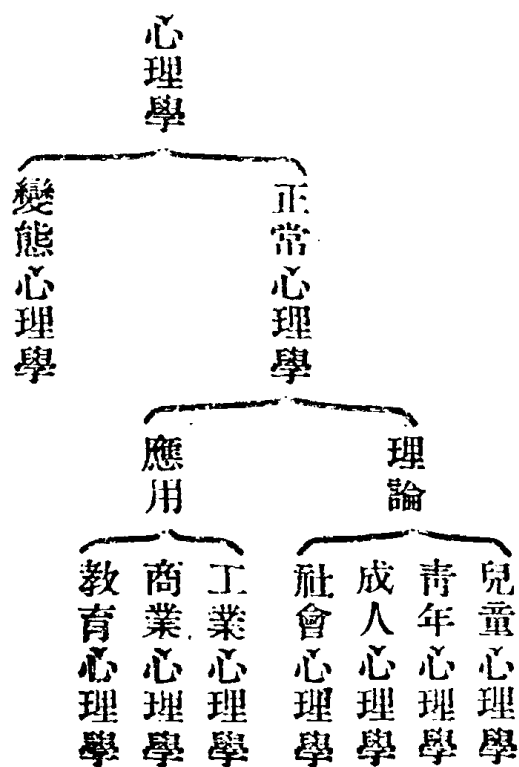 心理學
正常心理學
變態心理學
理論
應用
兒童心理學
青年心理學
成人心理學
社會心理學
工業心理學
商業心理學
教育心理學